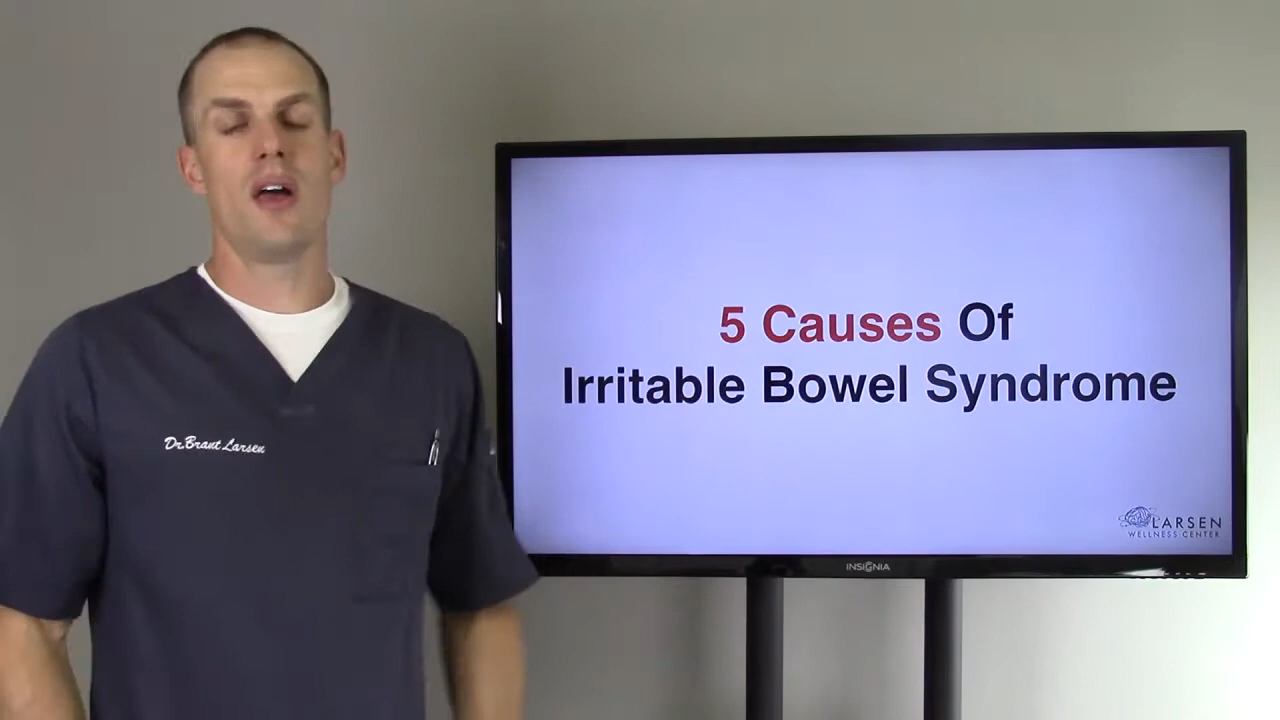 Dr. Brant Larsen
5 Causes Of
Irritable Bowel Syndrome
LARSEN
WELLNESS CENTER
INSIGNIA